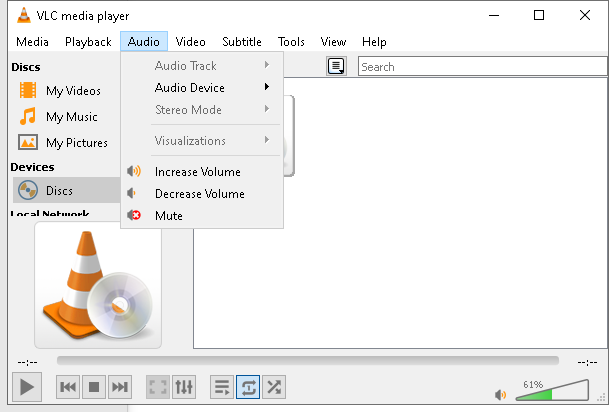 VLC media player
Media Playback Audio Video Subtitle Tools View Help
Discs
My Videos
My Music
My Pictures
Devices
Discs
Local Network
Audio Track
Audio Device
Stereo Mode
Visualizations
Increase Volume
Decrease Volume
Mute
Search
--:-- --:--
61%